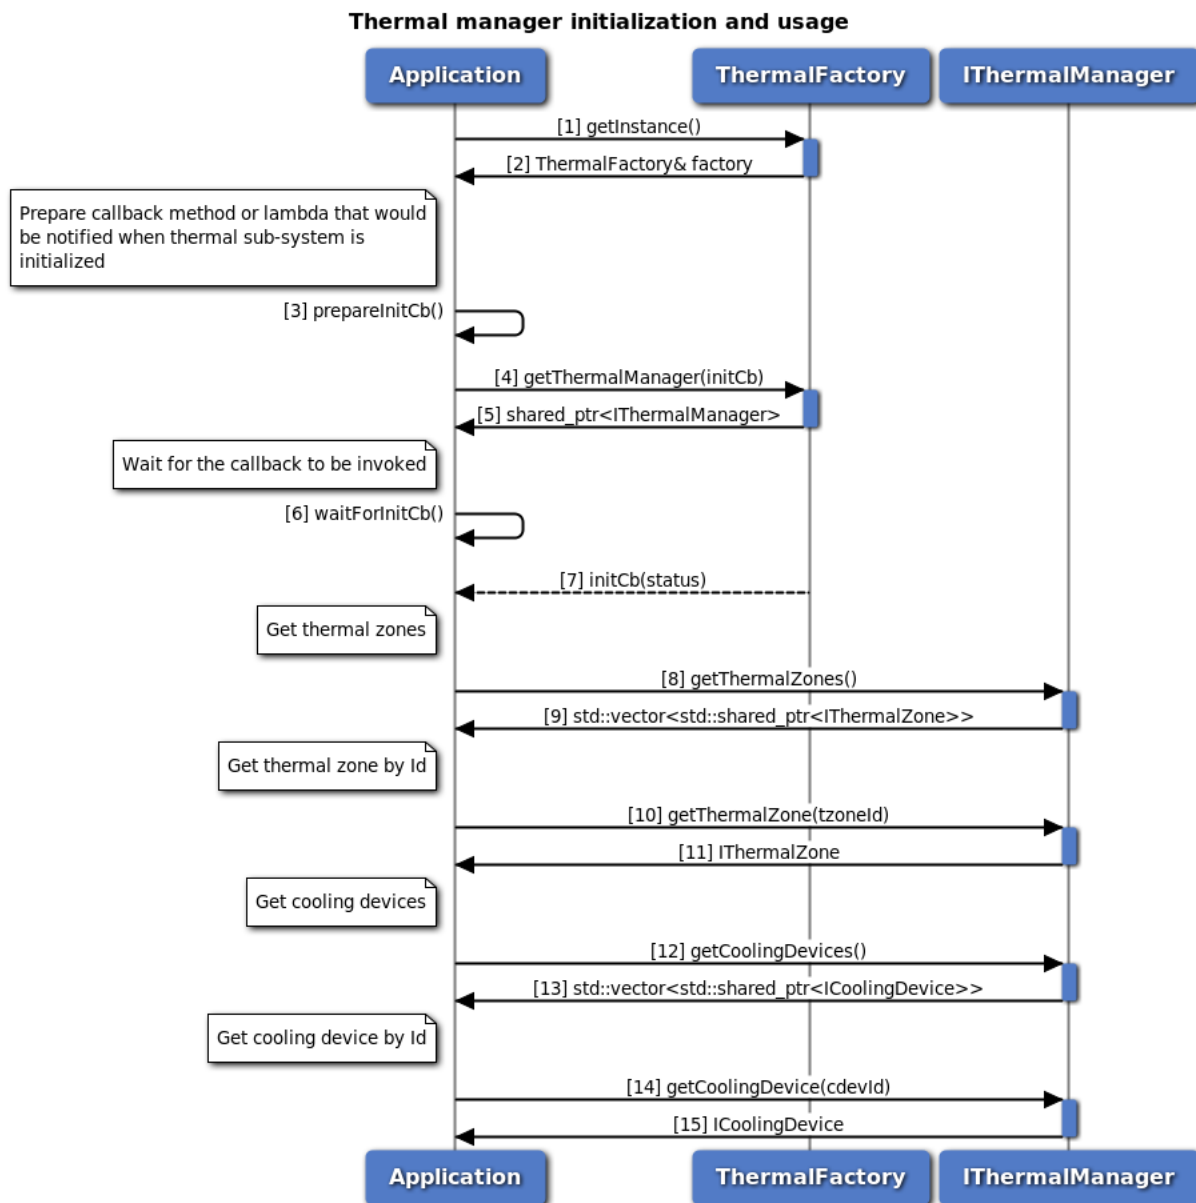 Thermal manager initialization and usage
Application
ThermalFactory
IThermalManager
[1] getInstance()
[2] ThermalFactory& factory
Prepare callback method or lambda that would
be notified when thermal sub-system is
initialized
[3] prepareInitCb()
[4] getThermalManager(initCb)
[5] shared_ptr<IThermalManager>
Wait for the callback to be invoked
[6] waitForInitCb()
[7] initCb(status)
Get thermal zones
[8] getThermalZones()
[9] std::vector<std::shared_ptr<IThermalZone>>
Get thermal zone by Id
[10] getThermalZone(tzoneId)
[11] IThermalZone
Get cooling devices
[12] getCoolingDevices()
[13] std::vector<std::shared_ptr<ICoolingDevice>>
Get cooling device by Id
[14] getCoolingDevice(cdevId)
[15] ICoolingDevice
Application
ThermalFactory
IThermalManager